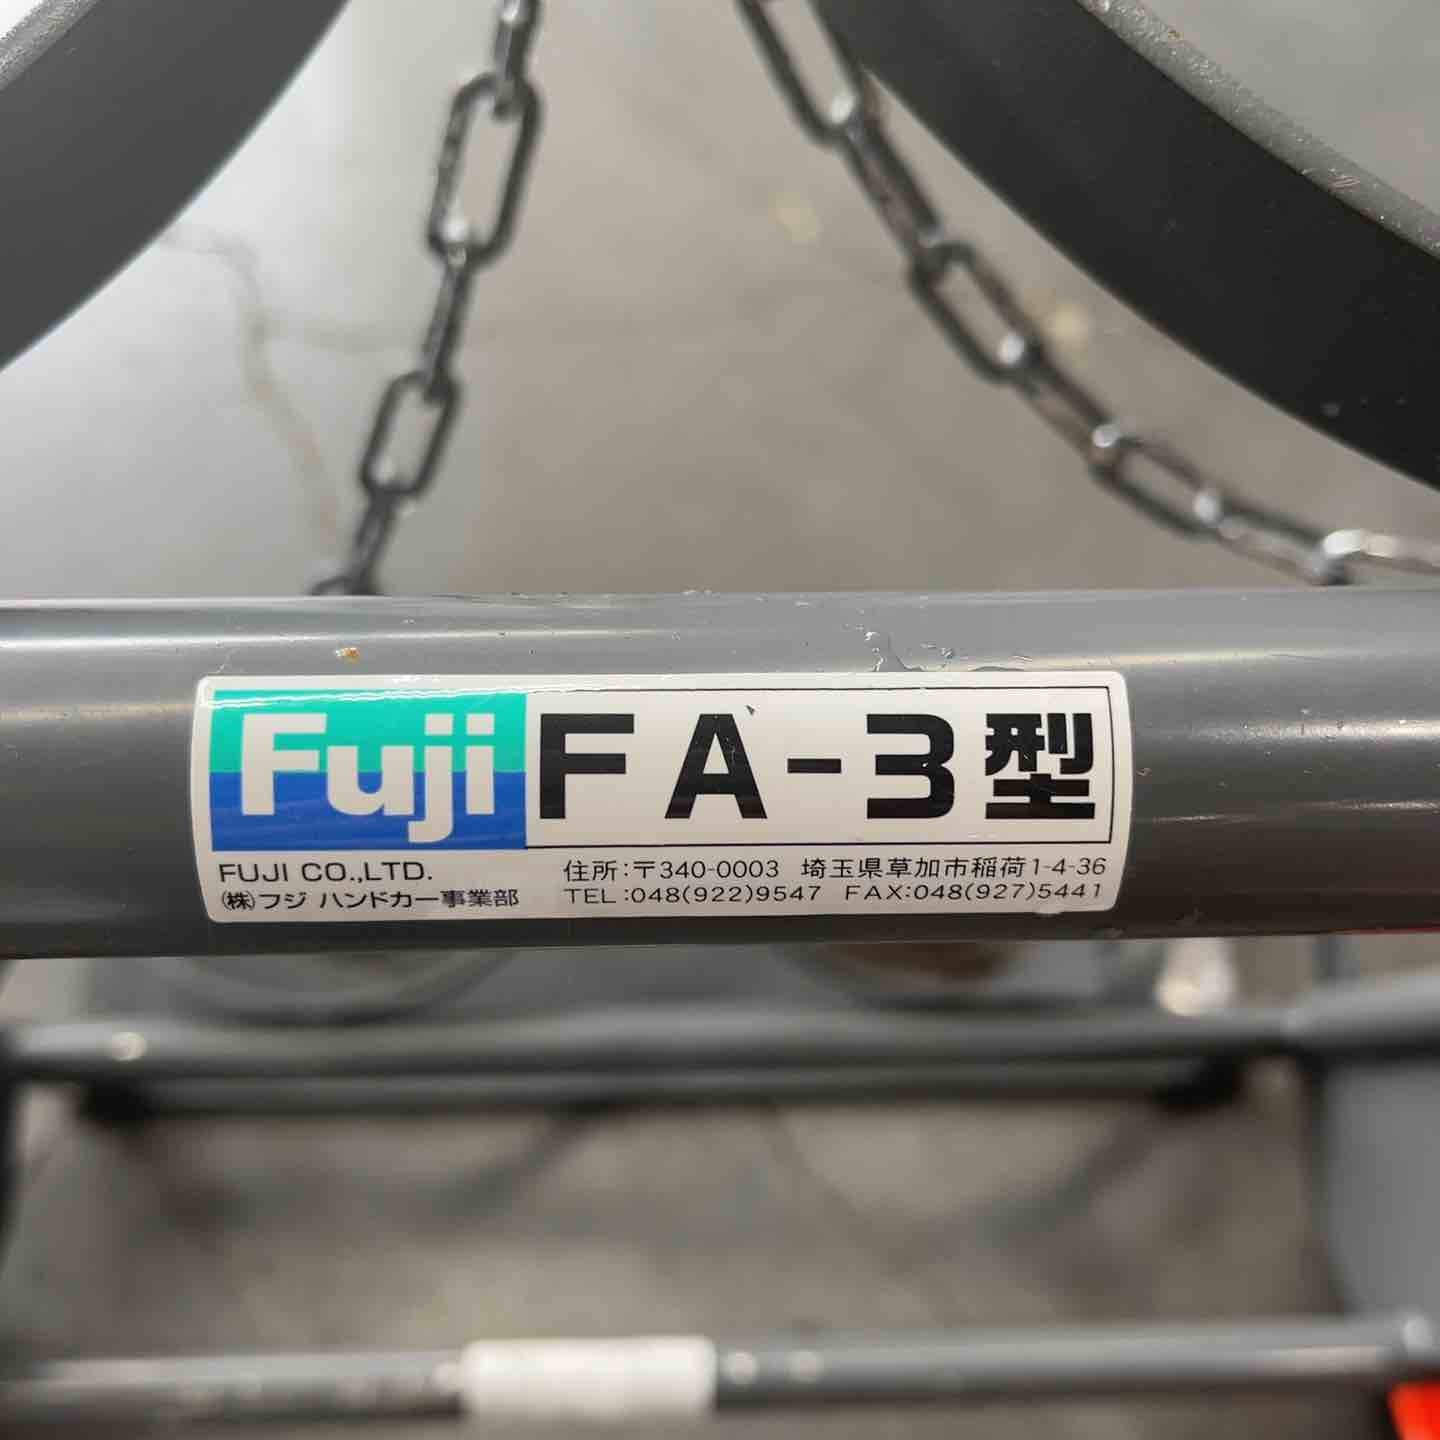 Fuji FA-3型
FUJI CO.,LTD.
㈱フジ ハンドカー事業部
住所:〒340-0003 埼玉県草加市稲荷1-4-36
TEL:048(922)9547 FAX:048(927)5441